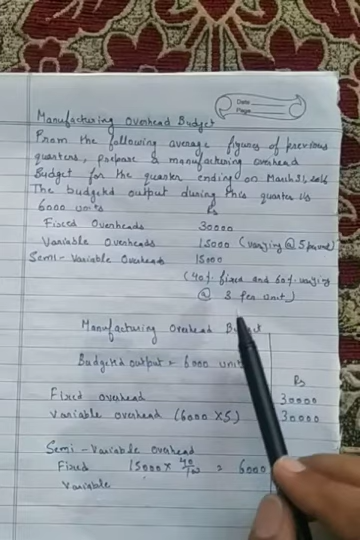 Date
Page
Manufacturing Overhead Budget
From the following average figures of previous
quarters, prepare a manufacturing overhead
Budget for the quarter ending on March 31, 2016
The budgeted output during this quarter is
6000 units
Rs
Fixed Overheads 30000
Variable Overheads 15000 (varying @ 5 per unit)
Semi-Variable Overheads 15000
(40% fixed and 60% varying
@ 3 per unit)
Manufacturing Overhead Budget
Budgeted output = 6000 units
Rs
Fixed overhead 30000
Variable overhead (6000 x 5) 30000
Semi-Variable overhead
Fixed 15000 x 40/100 = 6000
Variable